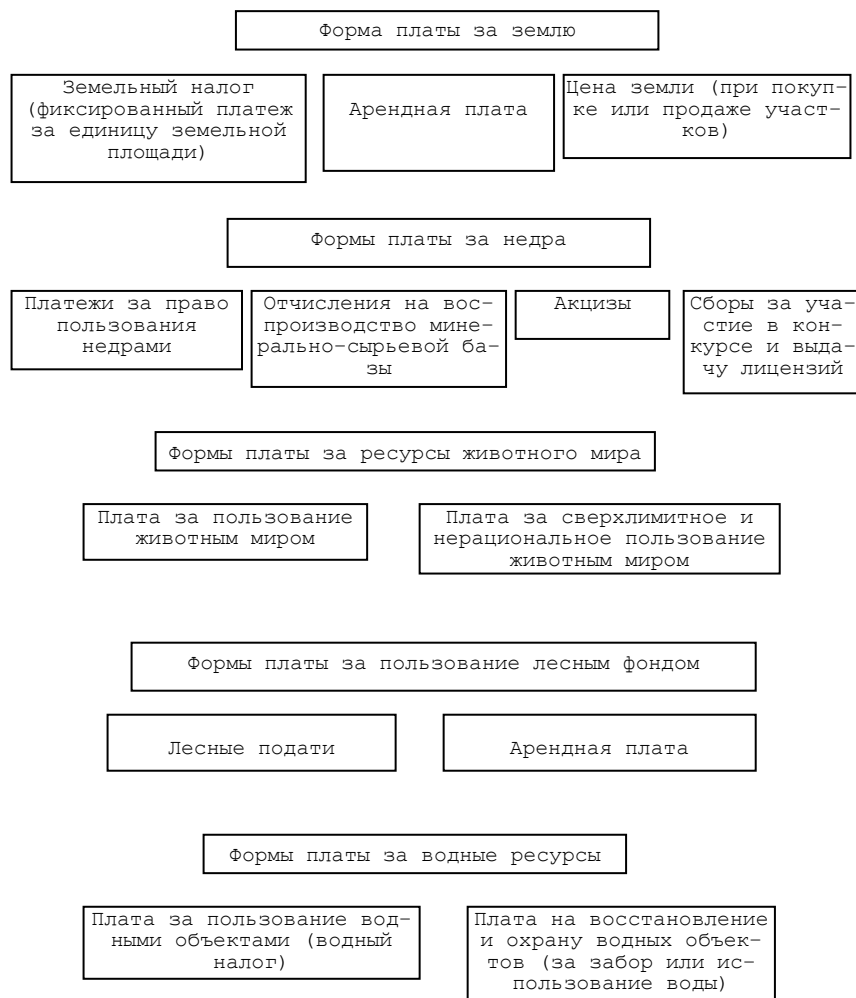 Форма платы за землю
Земельный налог
(фиксированный платеж
за единицу земельной
площади)
Арендная плата
Цена земли (при покуп-
ке или продаже участ-
ков)
Формы платы за недра
Платежи за право
пользования
недрами
Отчисления на вос-
производство мине-
рально-сырьевой ба-
зы
Акцизы
Сборы за уча-
стие в кон-
курсе и выда-
чу лицензий
Формы платы за ресурсы животного мира
Плата за пользование
животным миром
Плата за сверхлимитное и
нерациональное пользование
животным миром
Формы платы за пользование лесным фондом
Лесные подати
Арендная плата
Формы платы за водные ресурсы
Плата за пользование вод-
ными объектами (водный
налог)
Плата на восстановление
и охрану водных объек-
тов (за забор или ис-
пользование воды)